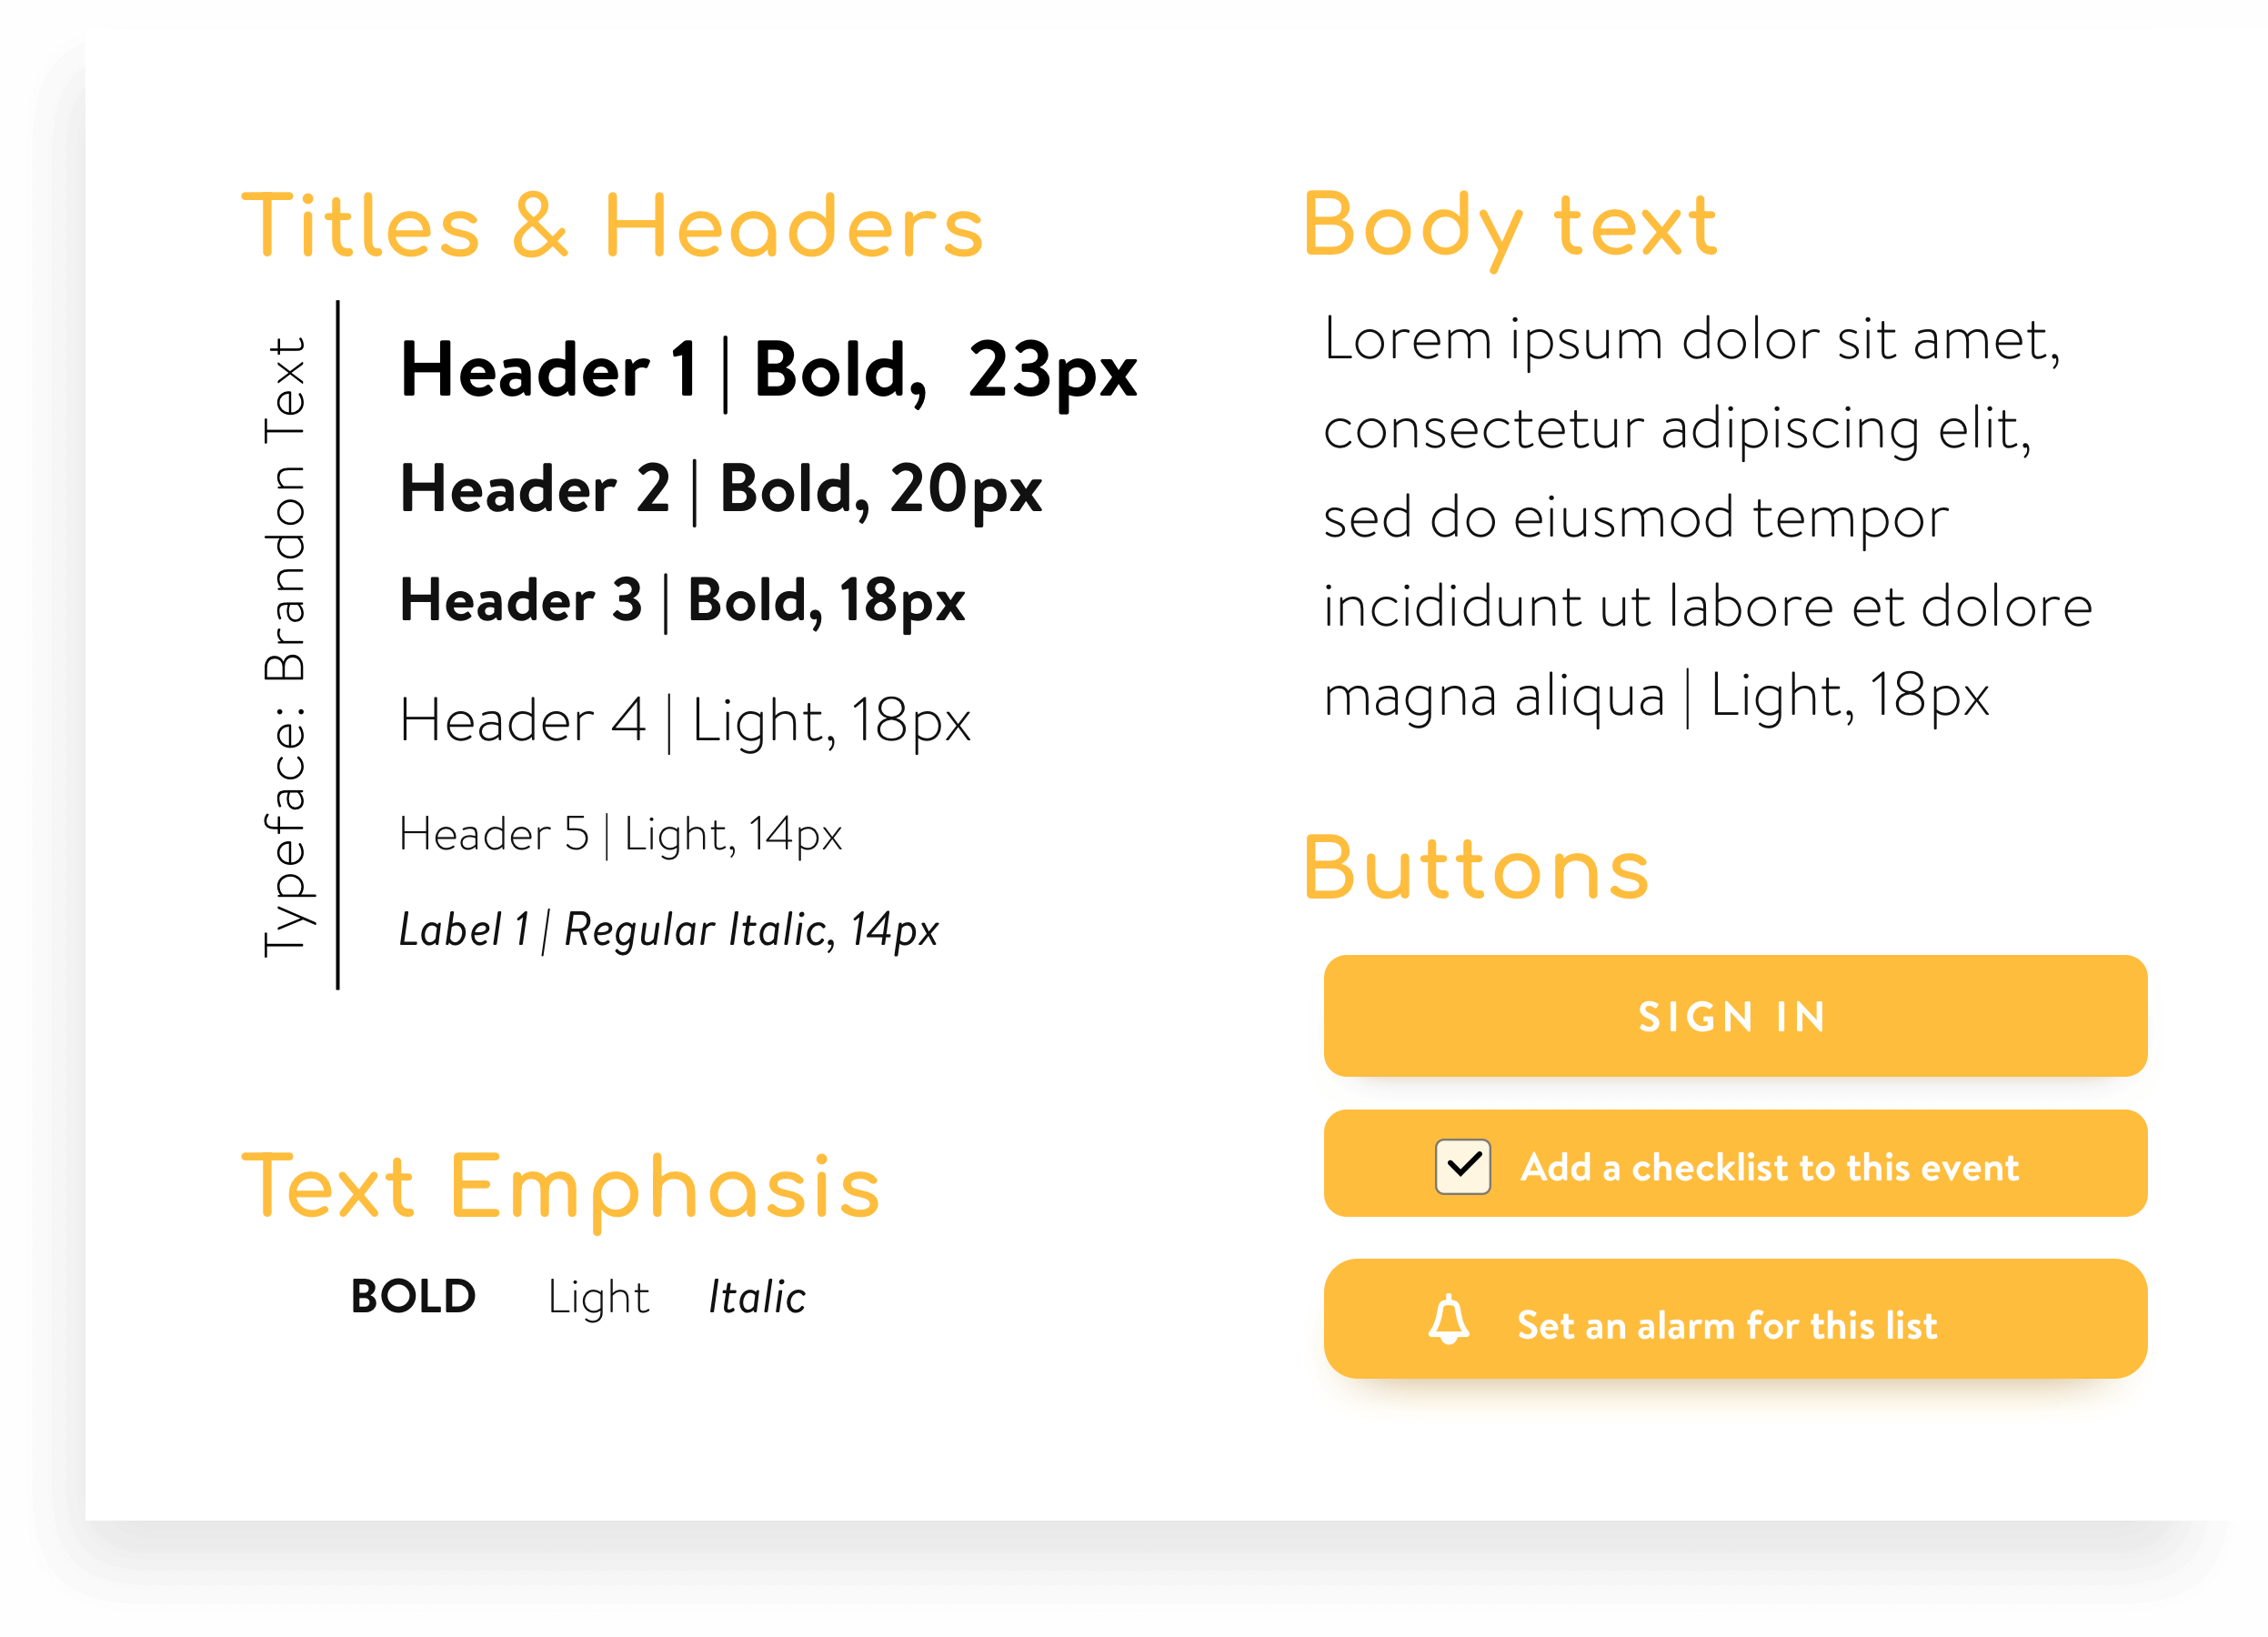 Titles & Headers
Typeface: Brandon Text
Header 1 | Bold, 23px
Header 2 | Bold, 20px
Header 3 | Bold, 18px
Header 4 | Light, 18px
Header 5 | Light, 14px
Label 1 | Regular Italic, 14px
Text Emphasis
BOLD Light Italic
Body text
Lorem ipsum dolor sit amet,
consectetur adipiscing elit,
sed do eiusmod tempor
incididunt ut labore et dolore
magna aliqua | Light, 18px
Buttons
SIGN IN
Add a checklist to this event
Set an alarm for this list